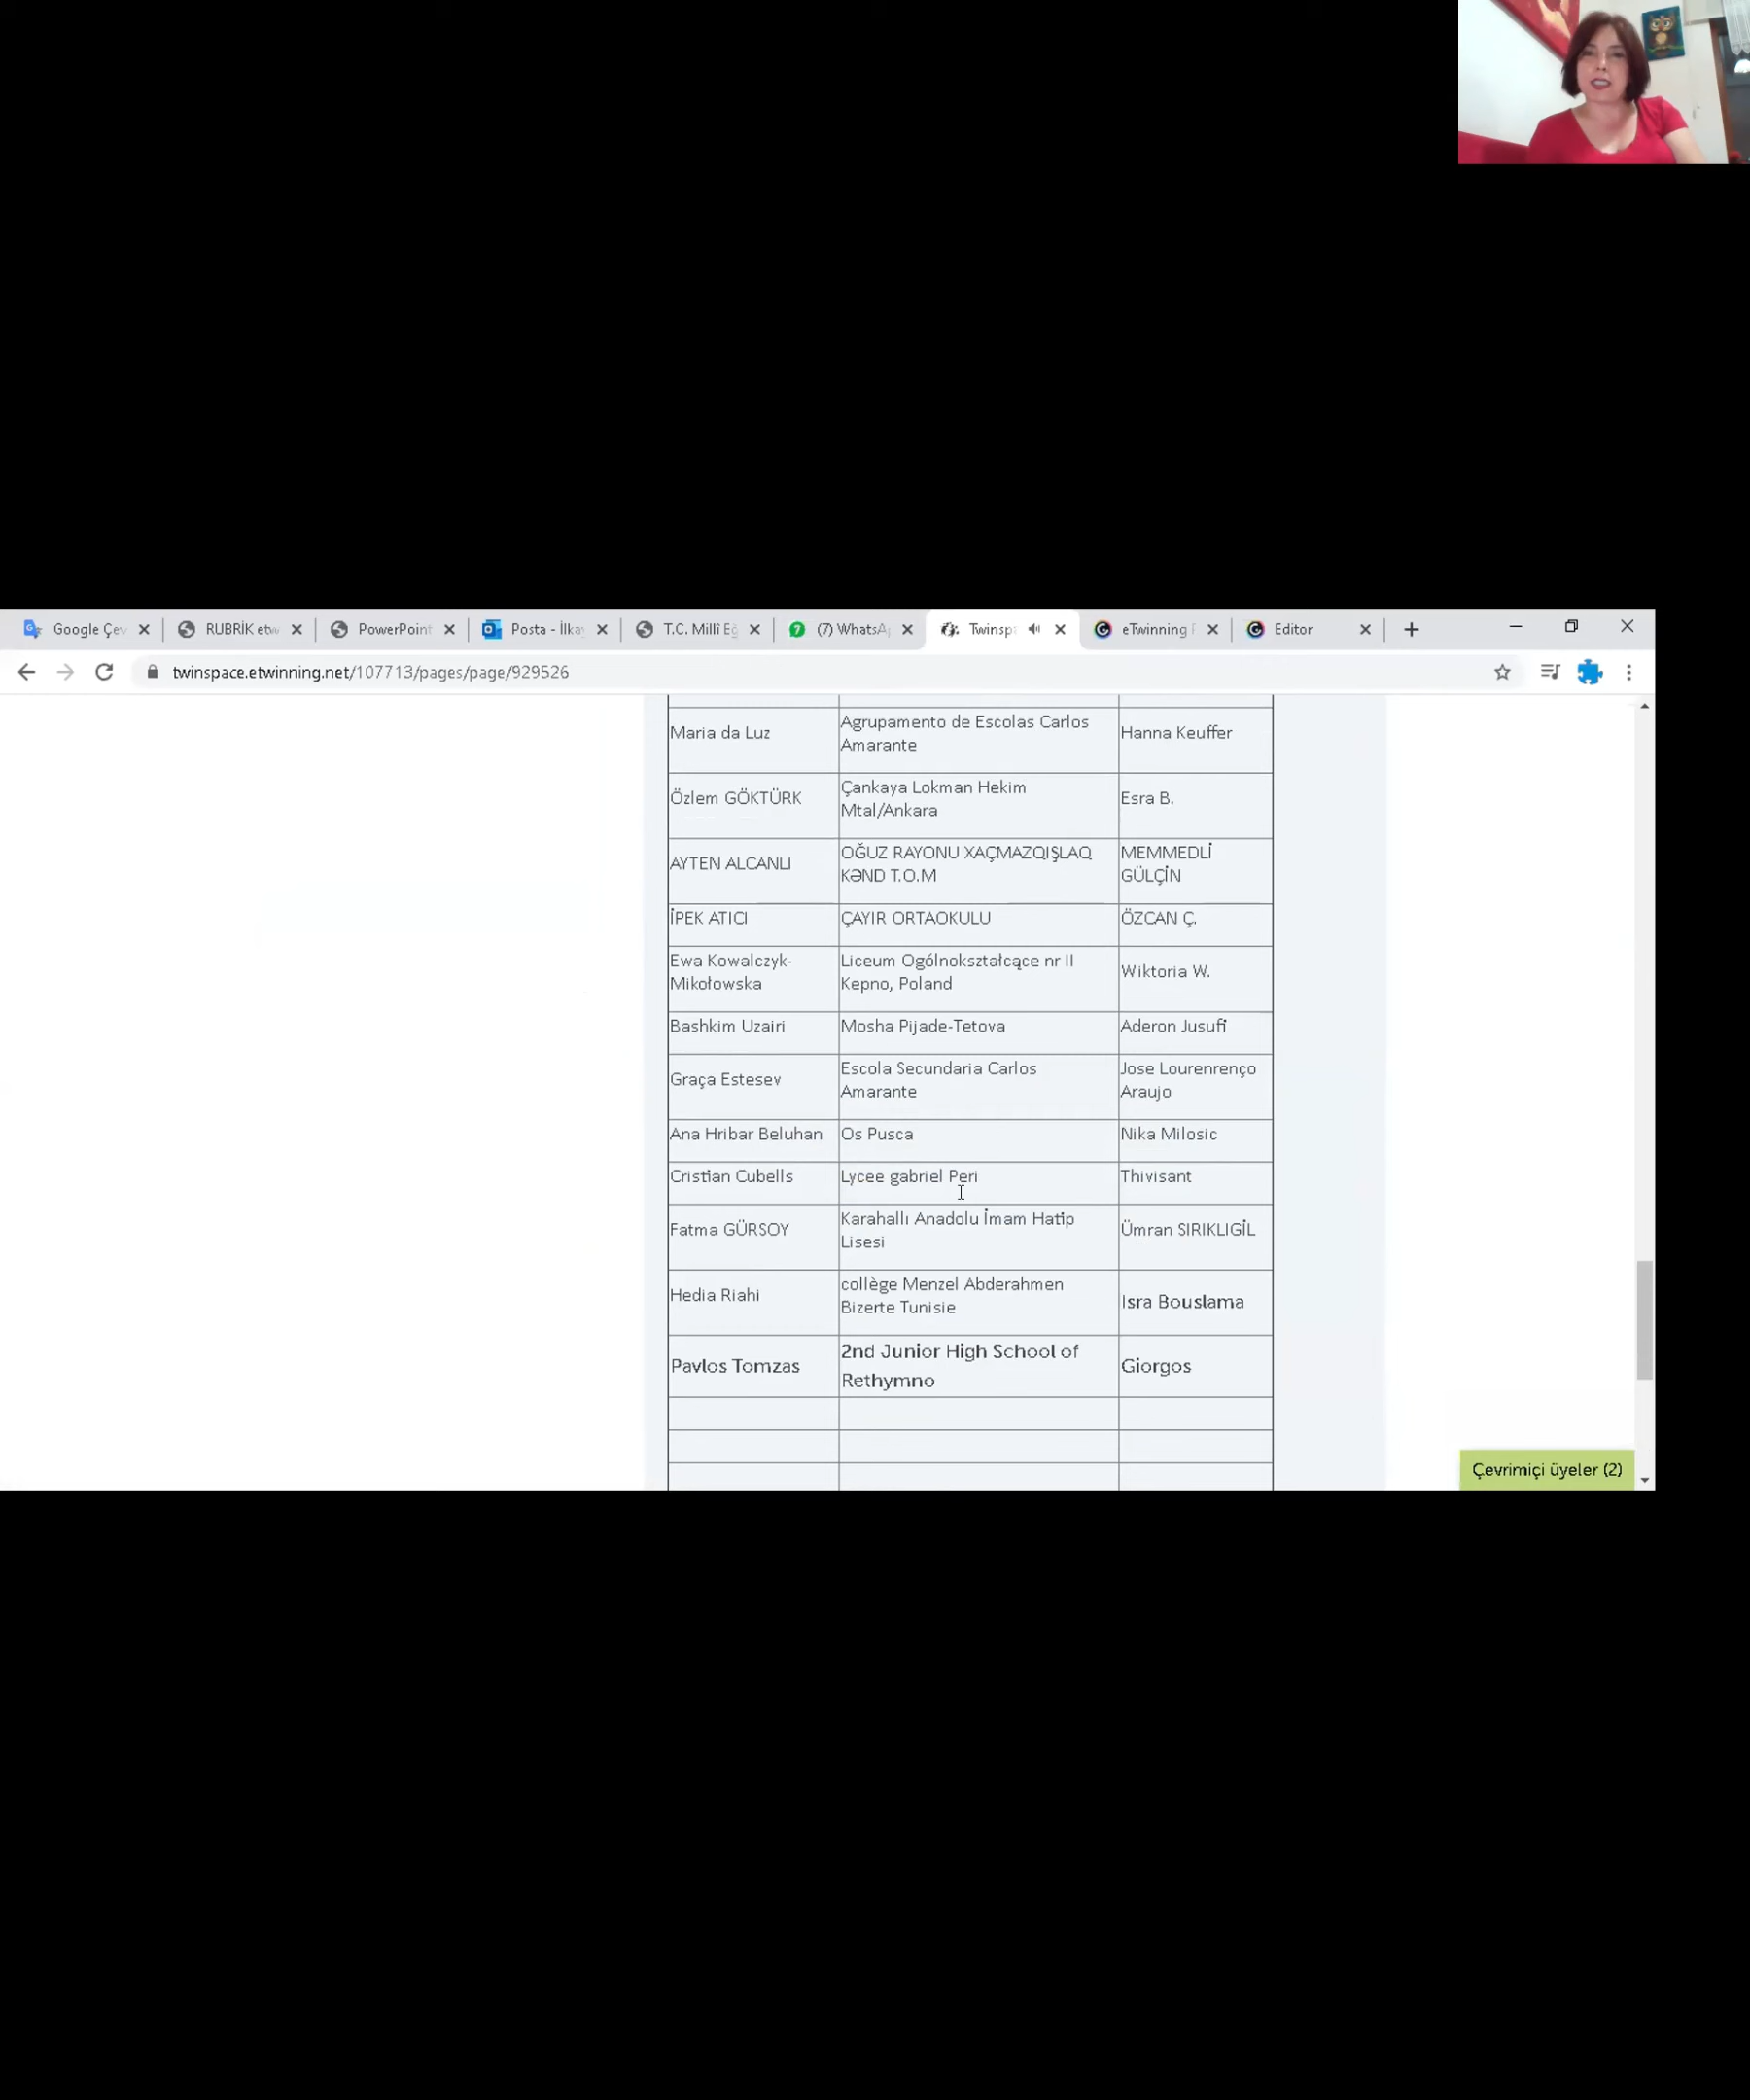 Google Çev
RUBRİK etw
PowerPoint
Posta - İlka
T.C. Millî Eğ
(7) WhatsA
Twinsp
eTwinning
Editor
twinspace.etwinning.net/107713/pages/page/929526
Maria da Luz
Agrupamento de Escolas Carlos
Amarante
Hanna Keuffer
Özlem GÖKTÜRK
Çankaya Lokman Hekim
Mtal/Ankara
Esra B.
AYTEN ALCANLI
OĞUZ RAYONU XAÇMAZQIŞLAQ
KƏND T.O.M
MEMMEDLİ
GÜLÇİN
İPEK ATICI
ÇAYIR ORTAOKULU
ÖZCAN Ç.
Ewa Kowalczyk-
Mikołowska
Liceum Ogólnokształcące nr II
Kepno, Poland
Wiktoria W.
Bashkim Uzairi
Mosha Pijade-Tetova
Aderon Jusufi
Graça Estesev
Escola Secundaria Carlos
Amarante
Jose Lourenrenço
Araujo
Ana Hribar Beluhan
Os Pusca
Nika Milosic
Cristian Cubells
Lycee gabriel Peri
Thivisant
Fatma GÜRSOY
Karahallı Anadolu İmam Hatip
Lisesi
Ümran SIRIKLIGİL
Hedia Riahi
collège Menzel Abderahmen
Bizerte Tunisie
Isra Bouslama
Pavlos Tomzas
2nd Junior High School of
Rethymno
Giorgos
Çevrimiçi üyeler (2)